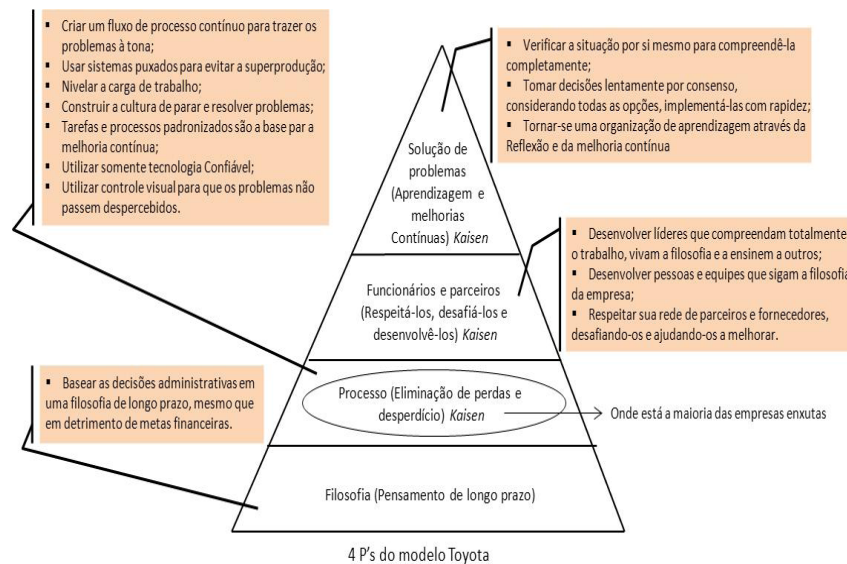 ▪ Criar um fluxo de processo contínuo para trazer os
problemas à tona;
▪ Usar sistemas puxados para evitar a superprodução;
▪ Nivelar a carga de trabalho;
▪ Construir a cultura de parar e resolver problemas;
▪ Tarefas e processos padronizados são a base par a
melhoria contínua;
▪ Utilizar somente tecnologia Confiável;
▪ Utilizar controle visual para que os problemas não
passem despercebidos.
▪ Verificar a situação por si mesmo para compreendê-la
completamente;
▪ Tomar decisões lentamente por consenso,
considerando todas as opções, implementá-las com rapidez;
▪ Tornar-se uma organização de aprendizagem através da
Reflexão e da melhoria contínua
Solução de
problemas
(Aprendizagem e
melhorias
Contínuas) Kaisen
▪ Desenvolver líderes que compreendam totalmente
o trabalho, vivam a filosofia e a ensinem a outros;
▪ Desenvolver pessoas e equipes que sigam a filosofia
da empresa;
▪ Respeitar sua rede de parceiros e fornecedores,
desafiando-os e ajudando-os a melhorar.
Funcionários e parceiros
(Respeitá-los, desafiá-los e
desenvolvê-los) Kaisen
▪ Basear as decisões administrativas em
uma filosofia de longo prazo, mesmo que
em detrimento de metas financeiras.
Processo (Eliminação de perdas e
desperdício) Kaisen
Onde está a maioria das empresas enxutas
Filosofia (Pensamento de longo prazo)
4 P's do modelo Toyota